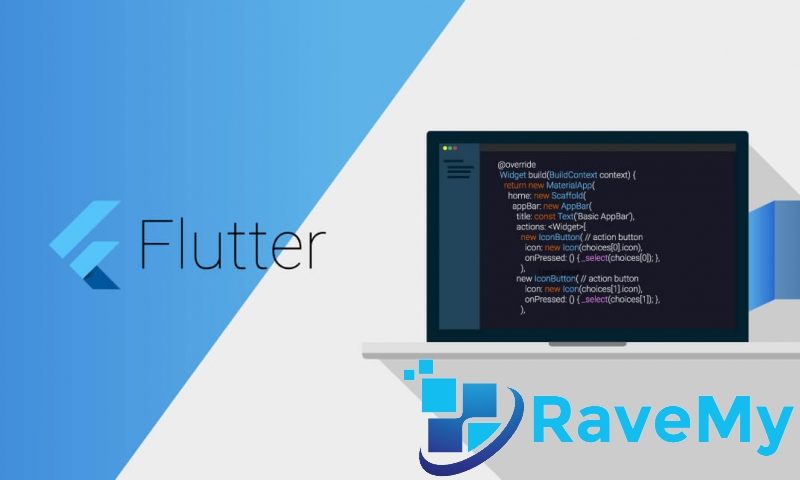 Flutter
@override
Widget build(BuildContext context) {
return new MaterialApp(
home: new Scaffold(
appBar: new AppBar(
title: const Text('Basic AppBar'),
actions: <Widget>[
new IconButton( // action button
icon: new Icon(choices[0].icon),
onPressed: () { _select(choices[0]); },
),
new IconButton( // action button
icon: new Icon(choices[1].icon),
onPressed: () { _select(choices[1]); },
),
RaveMy